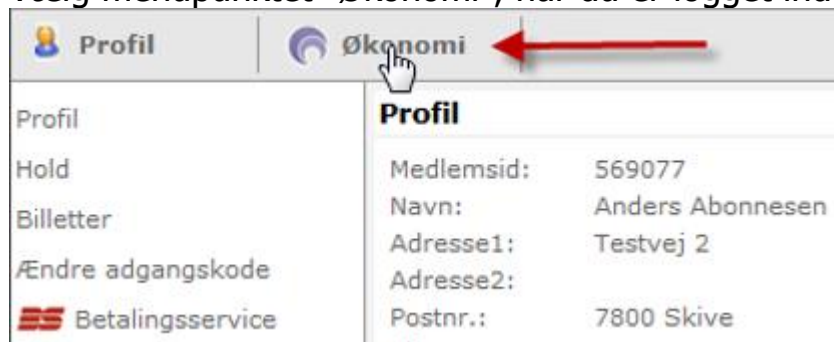 Profil
Økonomi
Profil
Hold
Billetter
Ændre adgangskode
BS Betalingsservice
Profil
Medlemsid: 569077
Navn: Anders Abonnesen
Adresse1: Testvej 2
Adresse2:
Postnr.: 7800 Skive